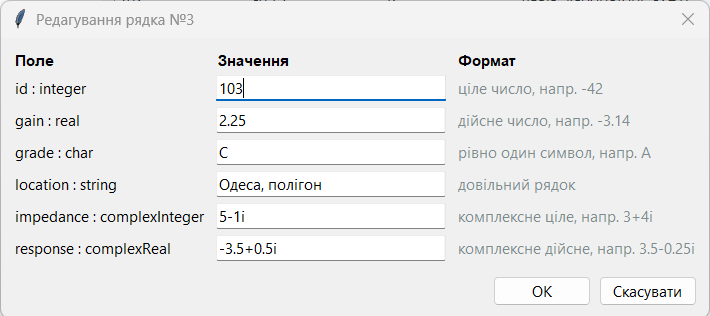 Редагування рядка №3
Поле Значення Формат
id : integer 103 ціле число, напр. -42
gain : real 2.25 дійсне число, напр. -3.14
grade : char C рівно один символ, напр. A
location : string Одеса, полігон довільний рядок
impedance : complexInteger 5-1i комплексне ціле, напр. 3+4i
response : complexReal -3.5+0.5i комплексне дійсне, напр. 3.5-0.25i
OK Скасувати